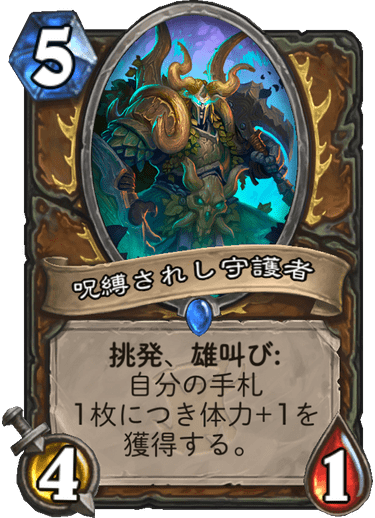 5
呪縛されし守護者
挑発、雄叫び:
自分の手札
1枚につき体力+1を
獲得する。
4
1